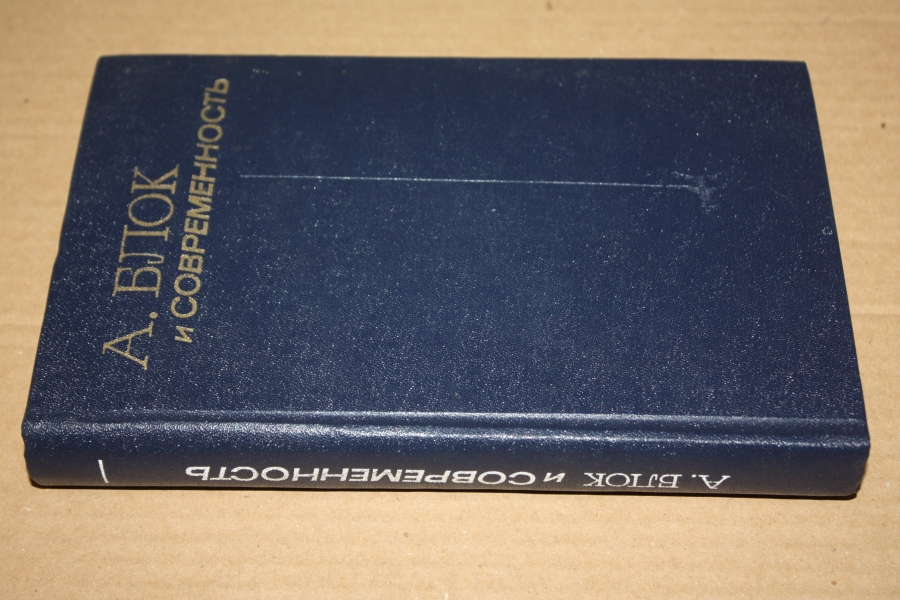 А. БЛОК
и СОВРЕМЕННОСТЬ
А. БЛОК и СОВРЕМЕННОСТЬ